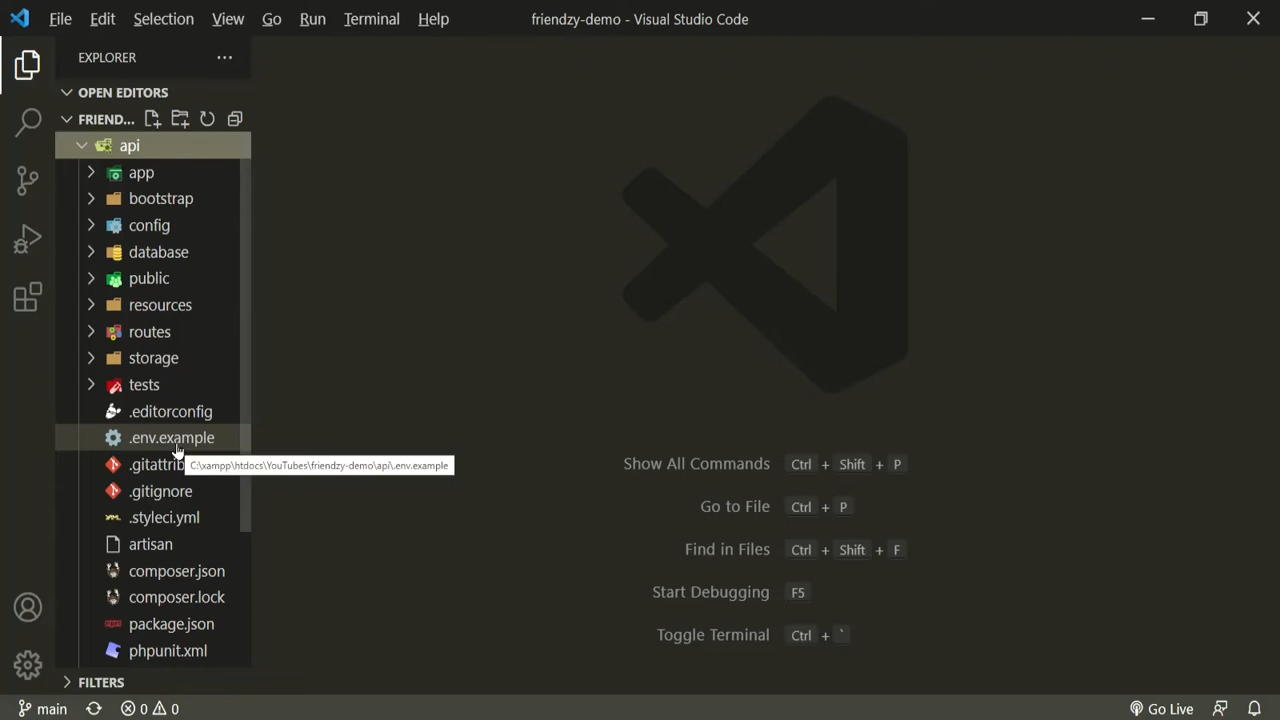 File Edit Selection View Go Run Terminal Help friendzy-demo - Visual Studio Code
EXPLORER
OPEN EDITORS
FRIEND...
api
app
bootstrap
config
database
public
resources
routes
storage
tests
.editorconfig
.env.example
.gitattrib
C:\xampp\htdocs\YouTubes\friendzy-demo\api\.env.example
.gitignore
.styleci.yml
artisan
composer.json
composer.lock
package.json
phpunit.xml
FILTERS
Show All Commands Ctrl + Shift + P
Go to File Ctrl + P
Find in Files Ctrl + Shift + F
Start Debugging F5
Toggle Terminal Ctrl + `
main 0 0 Go Live